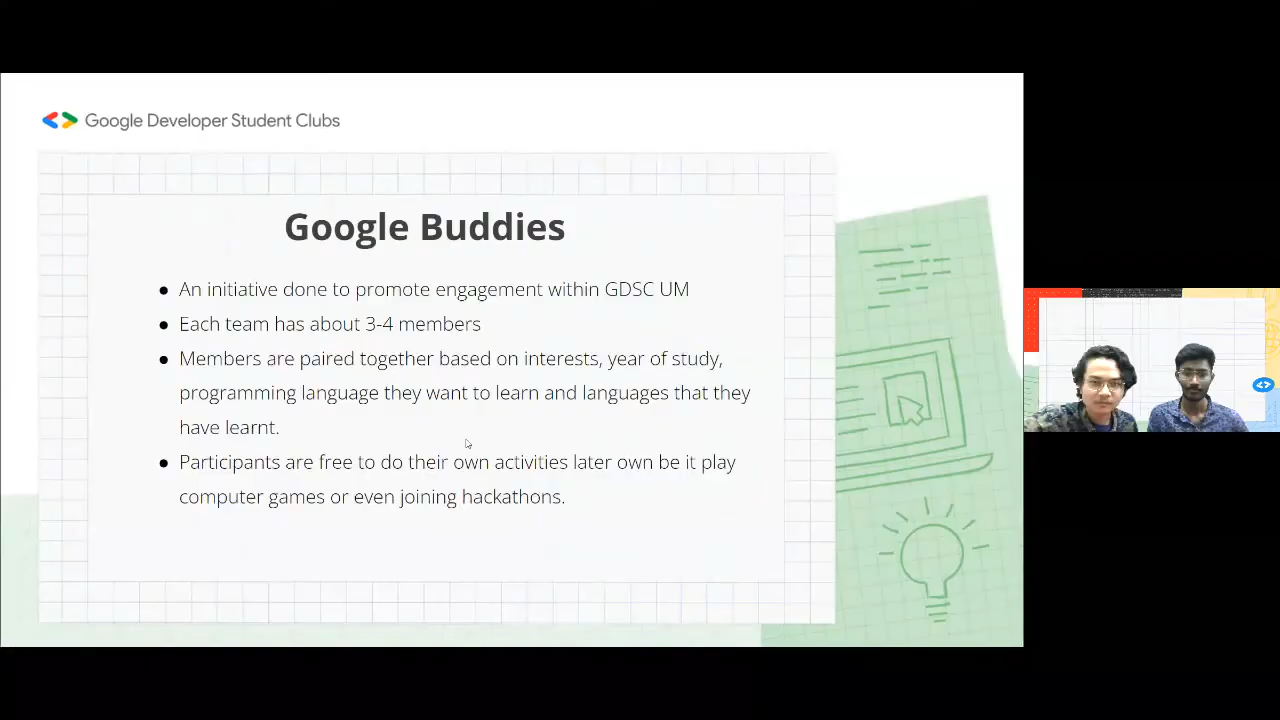 Google Developer Student Clubs
Google Buddies
● An initiative done to promote engagement within GDSC UM
● Each team has about 3-4 members
● Members are paired together based on interests, year of study,
programming language they want to learn and languages that they
have learnt.
● Participants are free to do their own activities later own be it play
computer games or even joining hackathons.